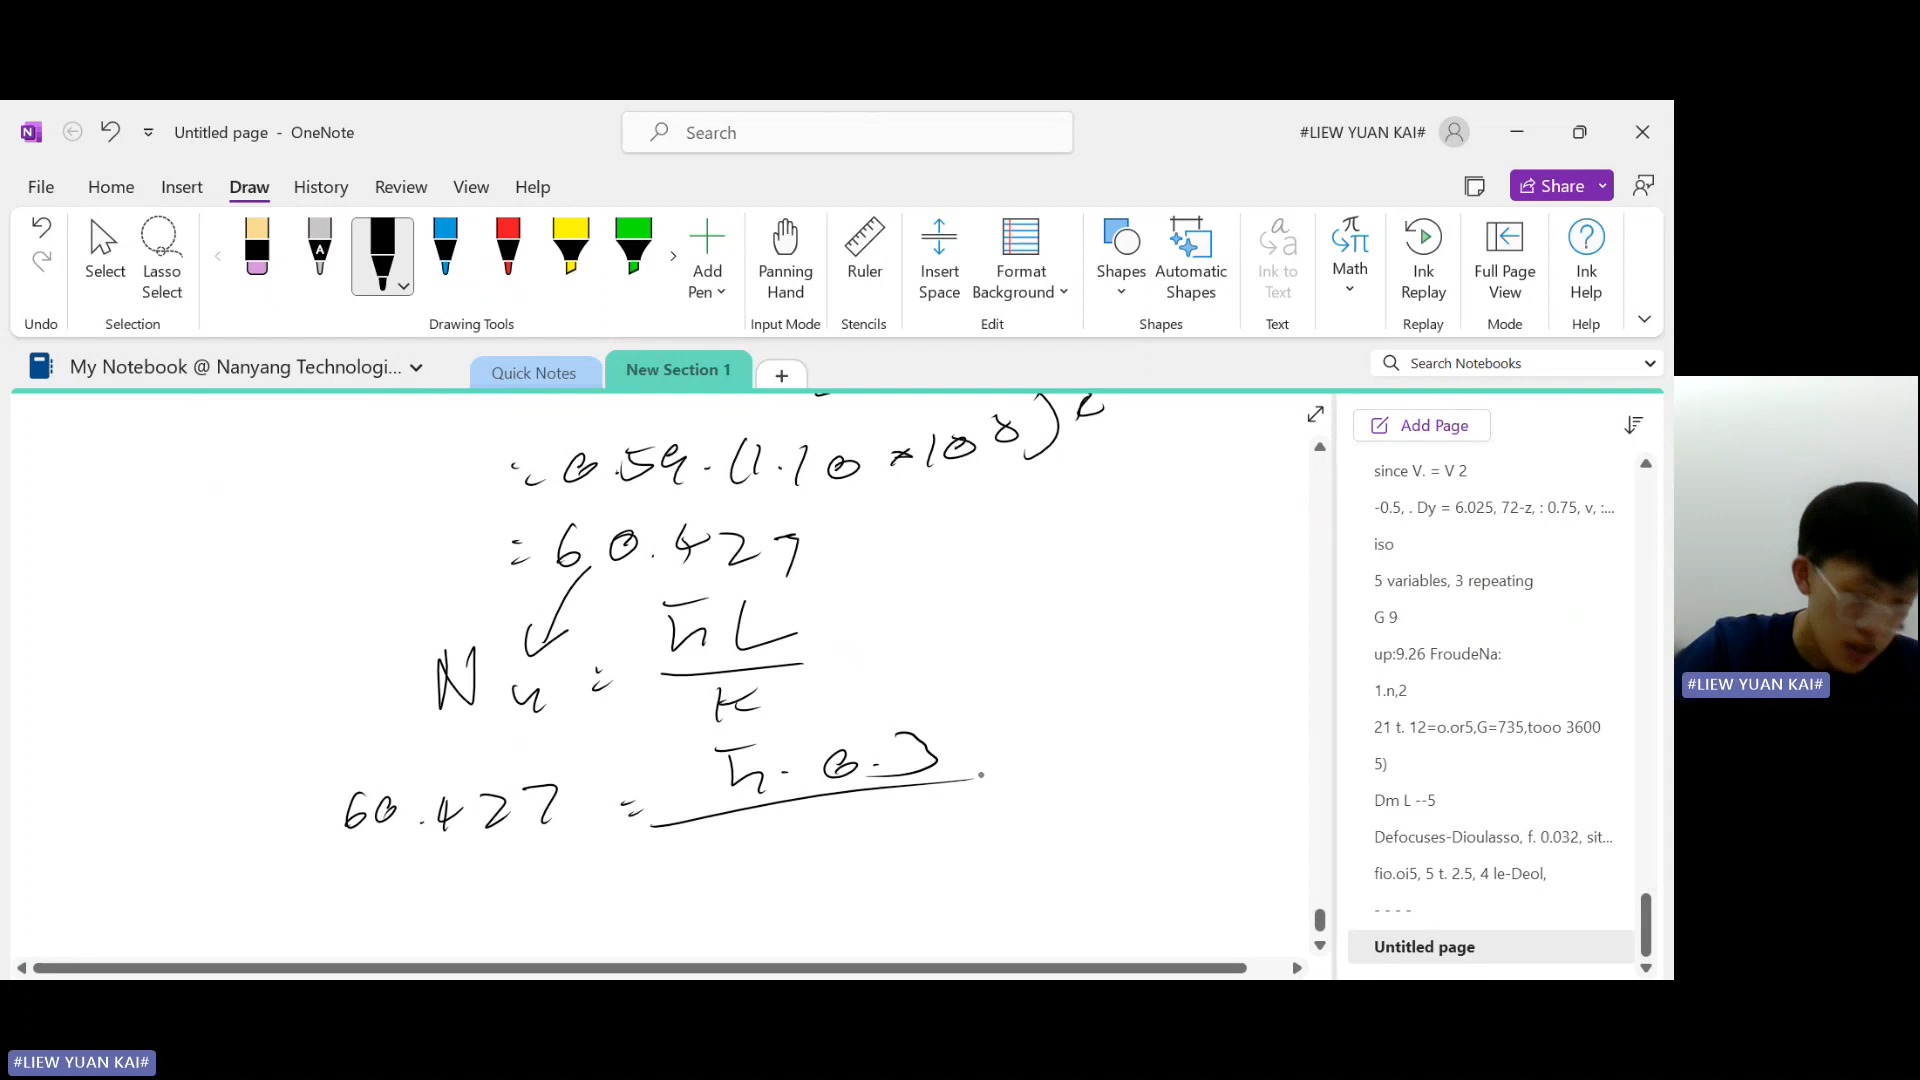 Untitled page - OneNote
Search
#LIEW YUAN KAI#
File Home Insert Draw History Review View Help
Share
Select
Lasso Select
A
Add Pen
Panning Hand
Ruler
Insert Space
Format Background
Shapes
Automatic Shapes
Ink to Text
Math
Ink Replay
Full Page View
Ink Help
Undo
Selection
Drawing Tools
Input Mode
Stencils
Edit
Shapes
Text
Replay
Mode
Help
My Notebook @ Nanyang Technologi...
Quick Notes
New Section 1
Search Notebooks
Add Page
since V. = V 2
-0.5, . Dy = 6.025, 72-z, : 0.75, v, :...
iso
5 variables, 3 repeating
G 9
up:9.26 FroudeNa:
1.n,2
21 t. 12=o.or5,G=735,tooo 3600
5)
Dm L --5
Defocuses-Dioulasso, f. 0.032, sit...
fio.oi5, 5 t. 2.5, 4 le-Deol,
- - - -
Untitled page
= 0.59 . (1.10 × 10 8)
= 60.427
Nu = h̄ L / K
60.427 = h̄ . 0.3
#LIEW YUAN KAI#
#LIEW YUAN KAI#